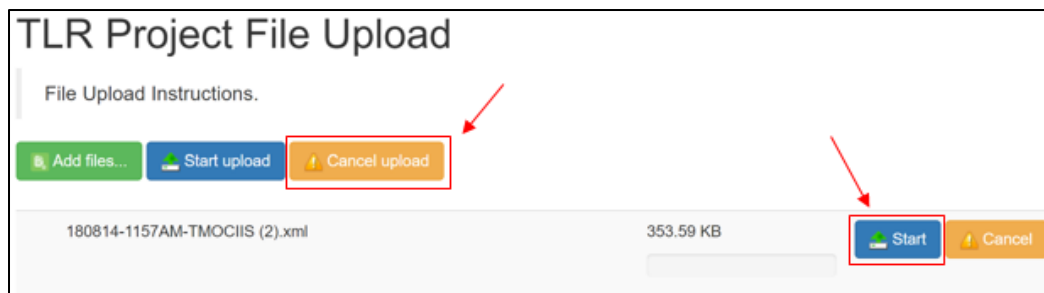 TLR Project File Upload
File Upload Instructions.
Add files... Start upload Cancel upload
180814-1157AM-TMOCIIS (2).xml 353.59 KB Start Cancel